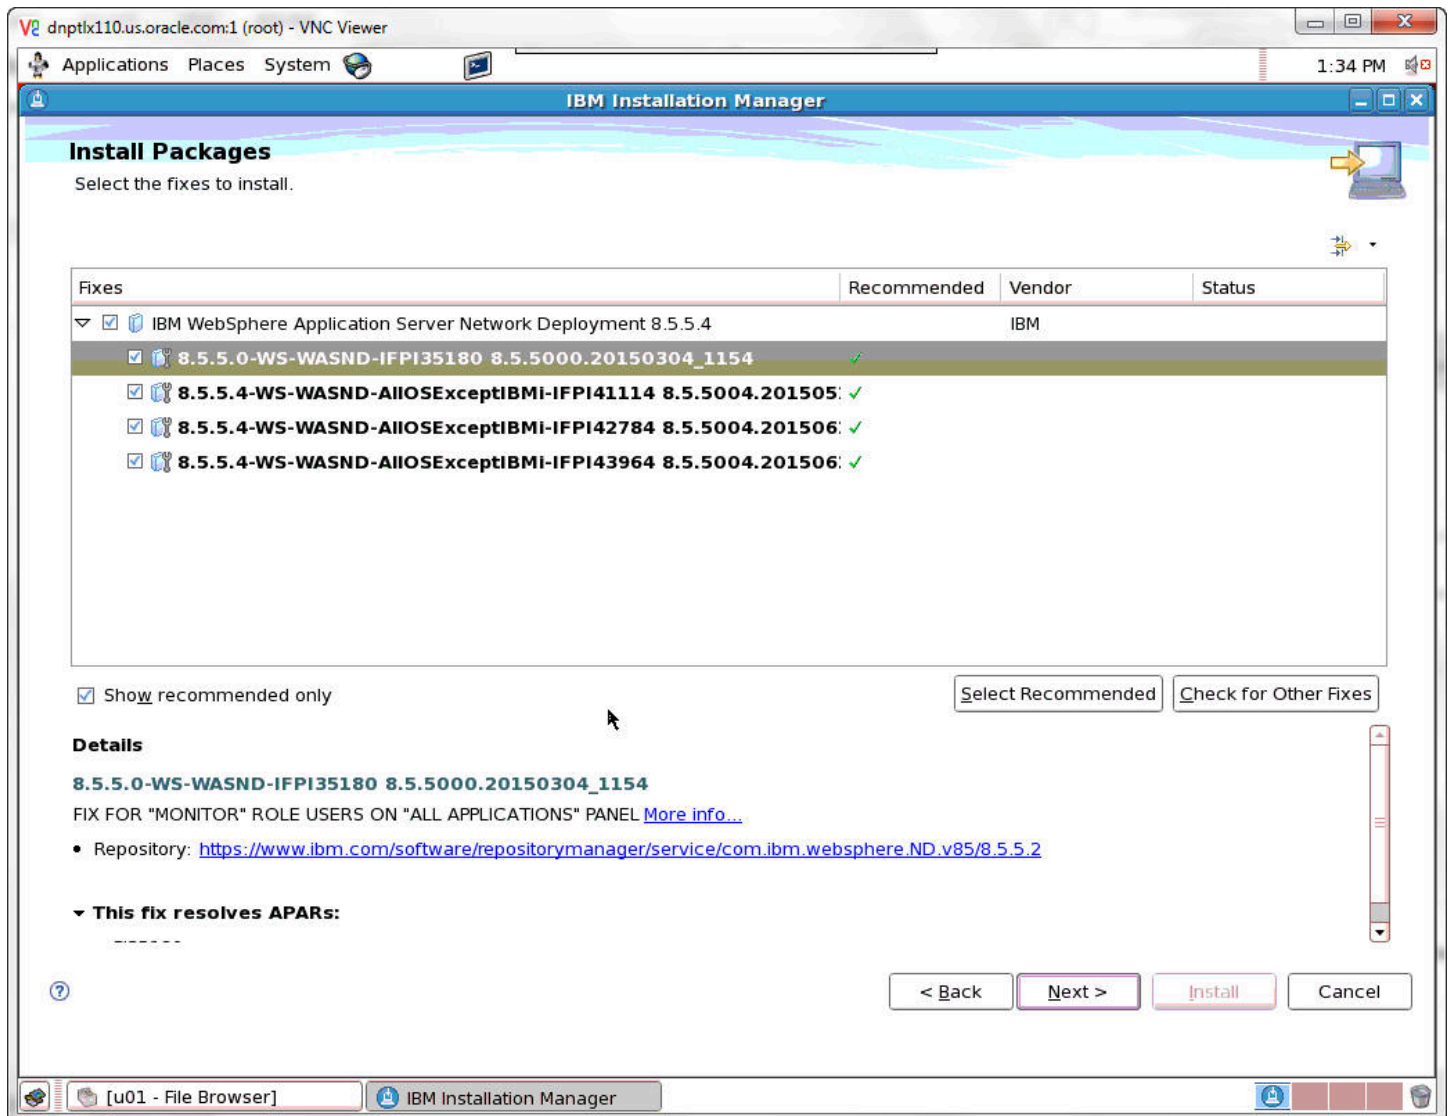 dnptlx110.us.oracle.com:1 (root) - VNC Viewer
Applications Places System 1:34 PM
IBM Installation Manager
Install Packages
Select the fixes to install.
Fixes Recommended Vendor Status
IBM WebSphere Application Server Network Deployment 8.5.5.4 IBM
8.5.5.0-WS-WASND-IFPI35180 8.5.5000.20150304_1154
8.5.5.4-WS-WASND-AllOSExceptIBMi-IFPI41114 8.5.5004.201505
8.5.5.4-WS-WASND-AllOSExceptIBMi-IFPI42784 8.5.5004.201506
8.5.5.4-WS-WASND-AllOSExceptIBMi-IFPI43964 8.5.5004.201506
Show recommended only Select Recommended Check for Other Fixes
Details
8.5.5.0-WS-WASND-IFPI35180 8.5.5000.20150304_1154
FIX FOR "MONITOR" ROLE USERS ON "ALL APPLICATIONS" PANEL More info...
• Repository: https://www.ibm.com/software/repositorymanager/service/com.ibm.websphere.ND.v85/8.5.5.2
This fix resolves APARs:
? < Back Next > Install Cancel
[u01 - File Browser] IBM Installation Manager